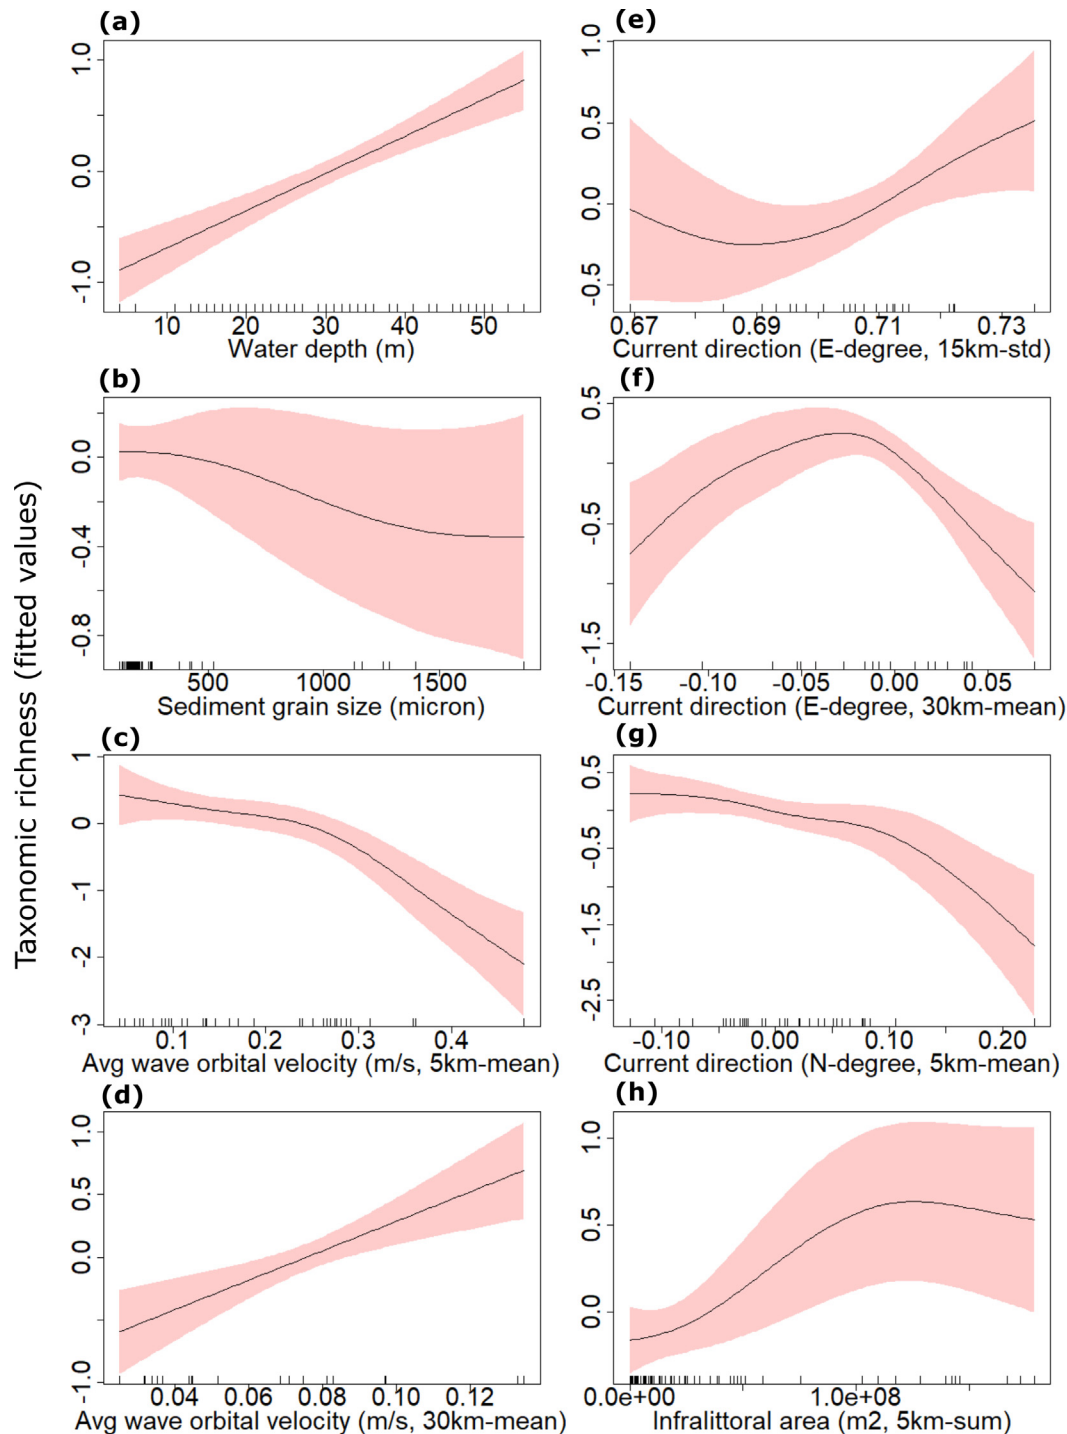 Taxonomic richness (fitted values)
(a)
1.0
0.0
-1.0
10 20 30 40 50
Water depth (m)
(b)
0.0
-0.4
-0.8
500 1000 1500
Sediment grain size (micron)
(c)
1
0
-1
-2
-3
0.1 0.2 0.3 0.4
Avg wave orbital velocity (m/s, 5km-mean)
(d)
1.0
0.5
0.0
-1.0
0.04 0.06 0.08 0.10 0.12
Avg wave orbital velocity (m/s, 30km-mean)
(e)
1.0
0.5
0.0
-0.5
0.67 0.69 0.71 0.73
Current direction (E-degree, 15km-std)
(f)
0.5
-0.5
-1.5
-0.15 -0.10 -0.05 0.00 0.05
Current direction (E-degree, 30km-mean)
(g)
0.5
-0.5
-1.5
-2.5
-0.10 0.00 0.10 0.20
Current direction (N-degree, 5km-mean)
(h)
1.0
0.5
0.0
0.0e+00 1.0e+08
Infralittoral area (m2, 5km-sum)